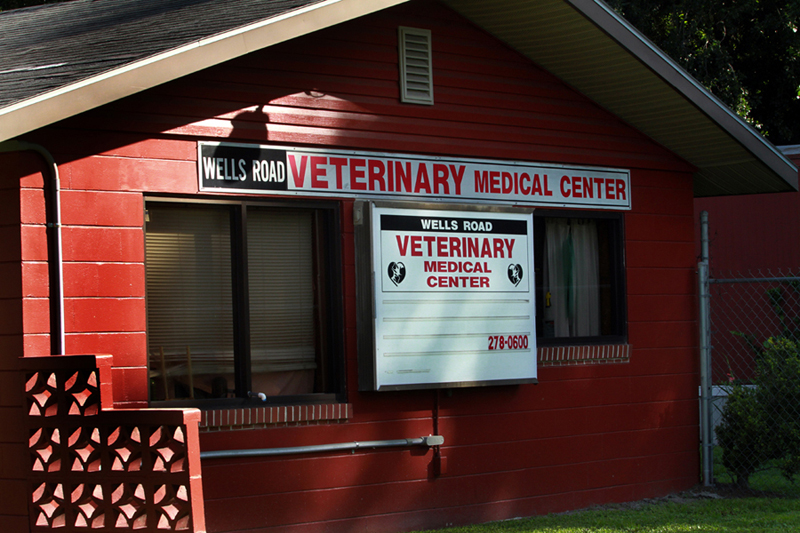 WELLS ROAD VETERINARY MEDICAL CENTER
WELLS ROAD
VETERINARY
MEDICAL
CENTER
278-0600